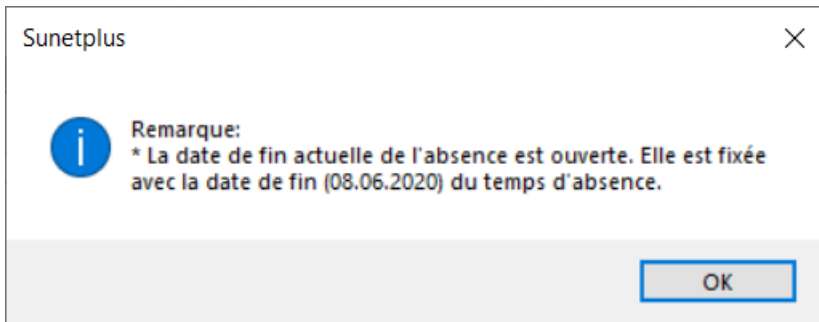 Sunetplus
Remarque:
* La date de fin actuelle de l'absence est ouverte. Elle est fixée
avec la date de fin (08.06.2020) du temps d'absence.
OK